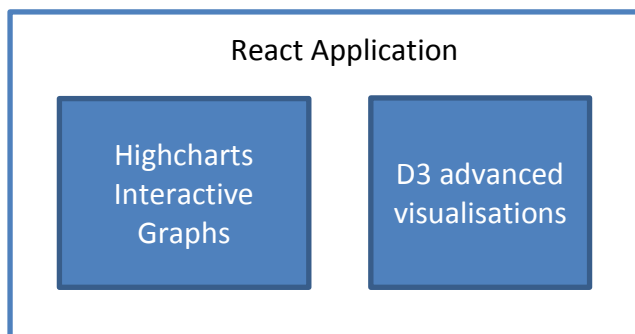 React Application
Highcharts
Interactive
Graphs
D3 advanced
visualisations